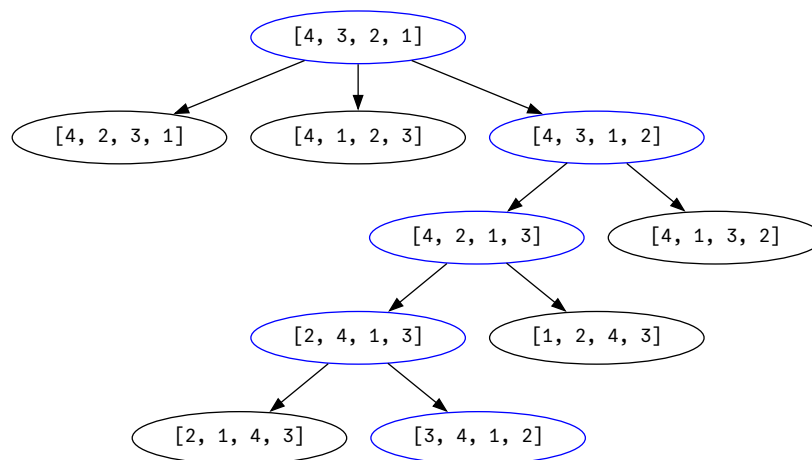 [4, 3, 2, 1]
[4, 2, 3, 1]
[4, 1, 2, 3]
[4, 3, 1, 2]
[4, 2, 1, 3]
[4, 1, 3, 2]
[2, 4, 1, 3]
[1, 2, 4, 3]
[2, 1, 4, 3]
[3, 4, 1, 2]